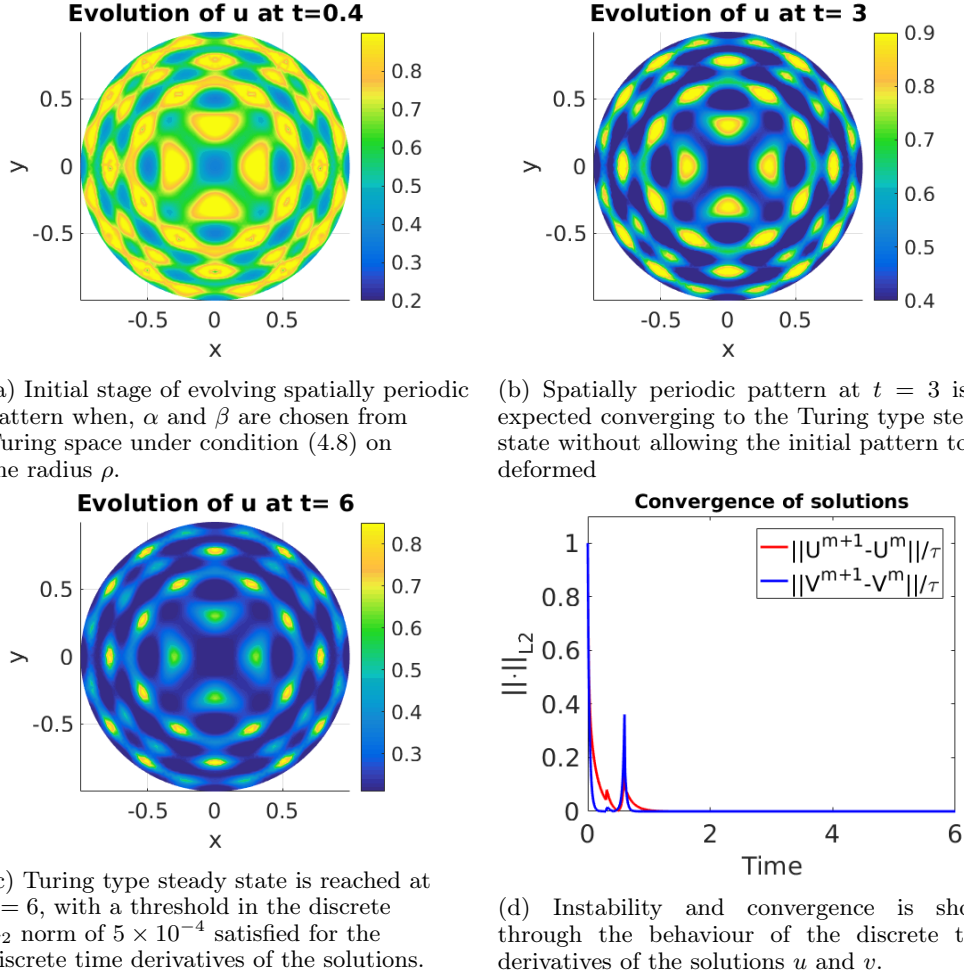 Evolution of u at t=0.4
y
0.5
0
-0.5
-0.5 0 0.5
x
0.8
0.7
0.6
0.5
0.4
0.3
0.2
Evolution of u at t= 3
y
0.5
0
-0.5
-0.5 0 0.5
x
0.9
0.8
0.7
0.6
0.5
0.4
a) Initial stage of evolving spatially periodic
attern when, α and β are chosen from
uring space under condition (4.8) on
he radius ρ.
(b) Spatially periodic pattern at t = 3 is
expected converging to the Turing type stea
state without allowing the initial pattern to
deformed
Evolution of u at t= 6
y
0.5
0
-0.5
-0.5 0 0.5
x
0.8
0.7
0.6
0.5
0.4
0.3
Convergence of solutions
||·||L2
1
0.8
0.6
0.4
0.2
0
0 2 4 6
Time
||U^{m+1}-U^m||/τ
||V^{m+1}-V^m||/τ
c) Turing type steady state is reached at
= 6, with a threshold in the discrete
2 norm of 5 × 10^{-4} satisfied for the
iscrete time derivatives of the solutions.
(d) Instability and convergence is sho
through the behaviour of the discrete t
derivatives of the solutions u and v.